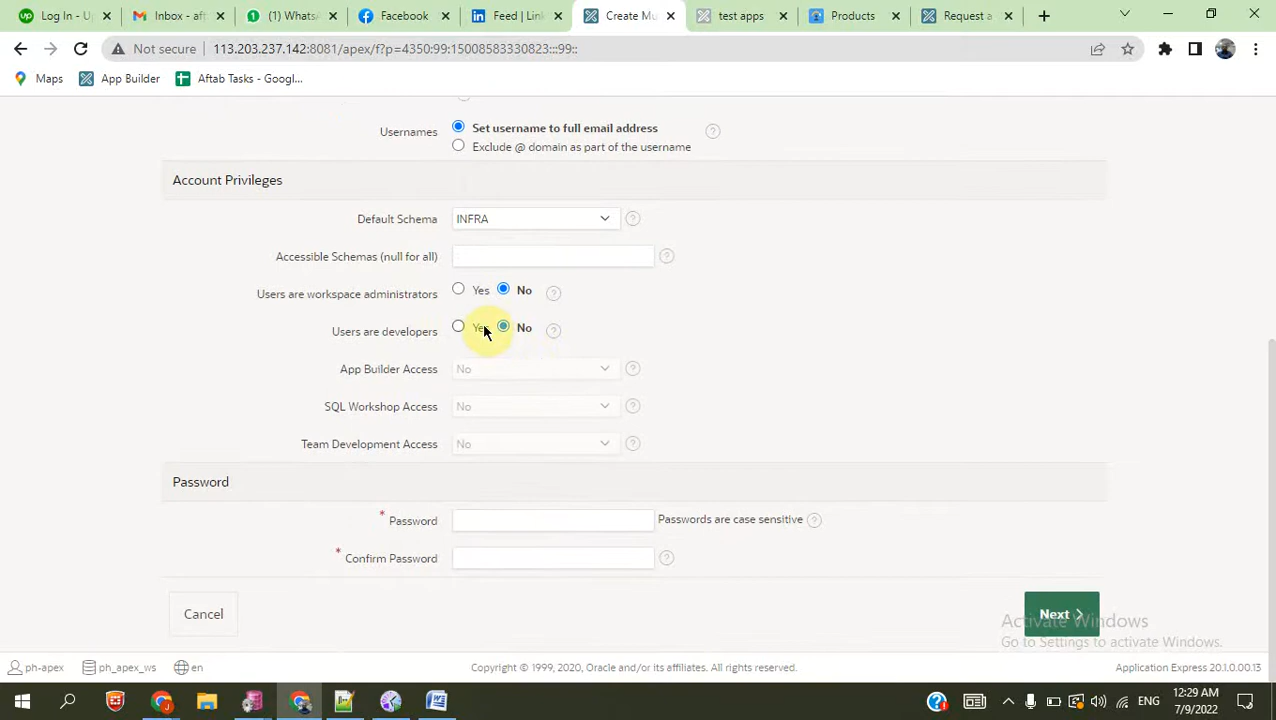 Log In - Up
Inbox - aft
(1) WhatsA
Facebook
Feed | Link
Create Mu
test apps
Products
Request a
Not secure 113.203.237.142:8081/apex/f?p=4350:99:15008583330823:::99::
Maps App Builder Aftab Tasks - Googl...
Usernames Set username to full email address
Exclude @ domain as part of the username
Account Privileges
Default Schema INFRA
Accessible Schemas (null for all)
Users are workspace administrators Yes No
Users are developers No
App Builder Access No
SQL Workshop Access No
Team Development Access No
Password
* Password Passwords are case sensitive
* Confirm Password
Cancel Next >
Activate Windows
Go to Settings to activate Windows.
ph-apex ph_apex_ws en Copyright © 1999, 2020, Oracle and/or its affiliates. All rights reserved. Application Express 20.1.0.00.13
ENG 12:29 AM
7/9/2022